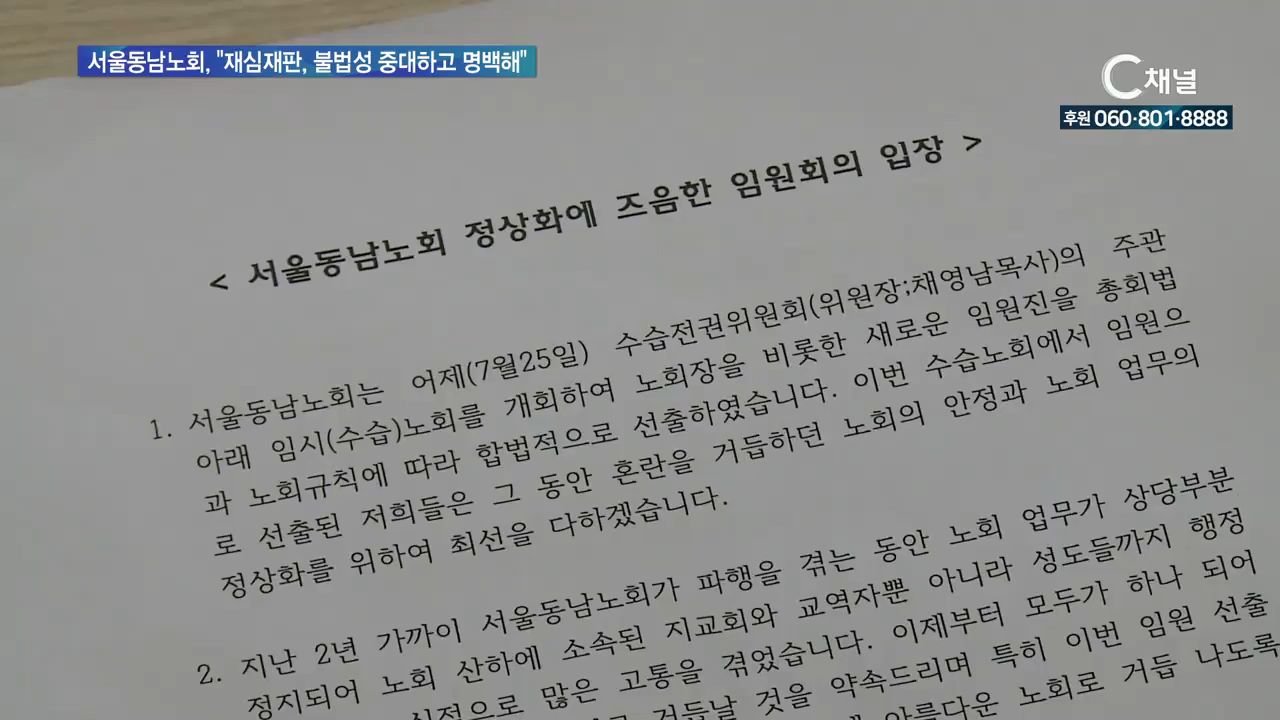 서울동남노회, "재심재판, 불법성 중대하고 명백해"
C채널
후원 060·801·8888
< 서울동남노회 정상화에 즈음한 임원회의 입장 >
1. 서울동남노회는 어제(7월25일) 수습전권위원회(위원장;채영남목사)의 주관
아래 임시(수습)노회를 개회하여 노회장을 비롯한 새로운 임원진을 총회법
과 노회규칙에 따라 합법적으로 선출하였습니다. 이번 수습노회에서 임원으
로 선출된 저희들은 그 동안 혼란을 거듭하던 노회의 안정과 노회 업무의
정상화를 위하여 최선을 다하겠습니다.
2. 지난 2년 가까이 서울동남노회가 파행을 겪는 동안 노회 업무가 상당부분
정지되어 노회 산하에 소속된 지교회와 교역자뿐 아니라 성도들까지 행정
적으로 많은 고통을 겪었습니다. 이제부터 모두가 하나 되어
거듭날 것을 약속드리며 특히 이번 임원 선출
아름다운 노회로 거듭 나도록